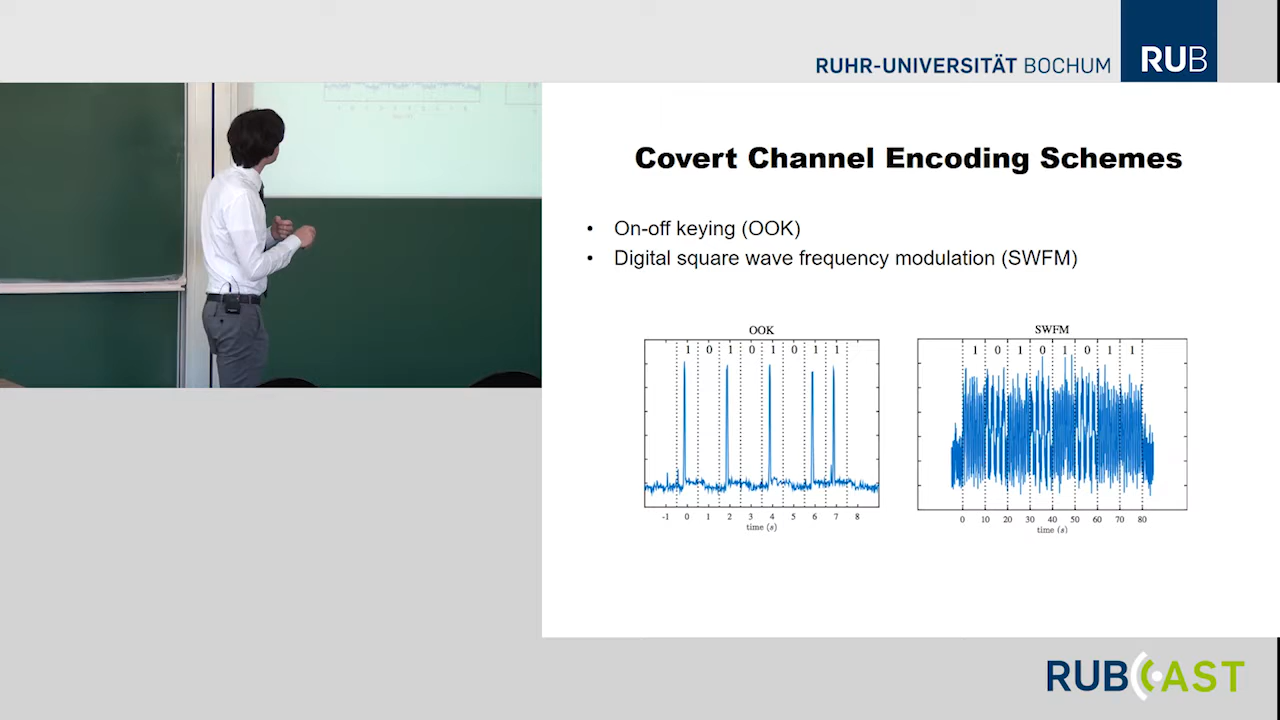 RUHR-UNIVERSITÄT BOCHUM
RUB
Covert Channel Encoding Schemes
• On-off keying (OOK)
• Digital square wave frequency modulation (SWFM)
OOK
1 0 1 0 1 0 1 1
-1 0 1 2 3 4 5 6 7 8
time (s)
SWFM
1 0 1 0 1 0 1 1
0 10 20 30 40 50 60 70 80
time (s)
RUBCAST